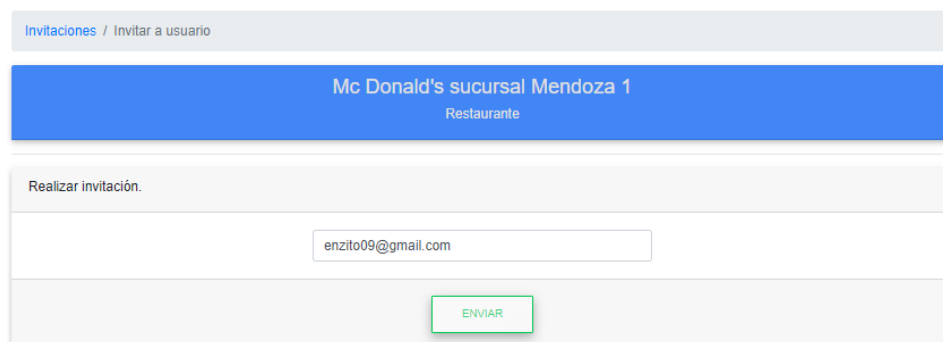 Invitaciones / Invitar a usuario
Mc Donald's sucursal Mendoza 1
Restaurante
Realizar invitación.
enzito09@gmail.com
ENVIAR